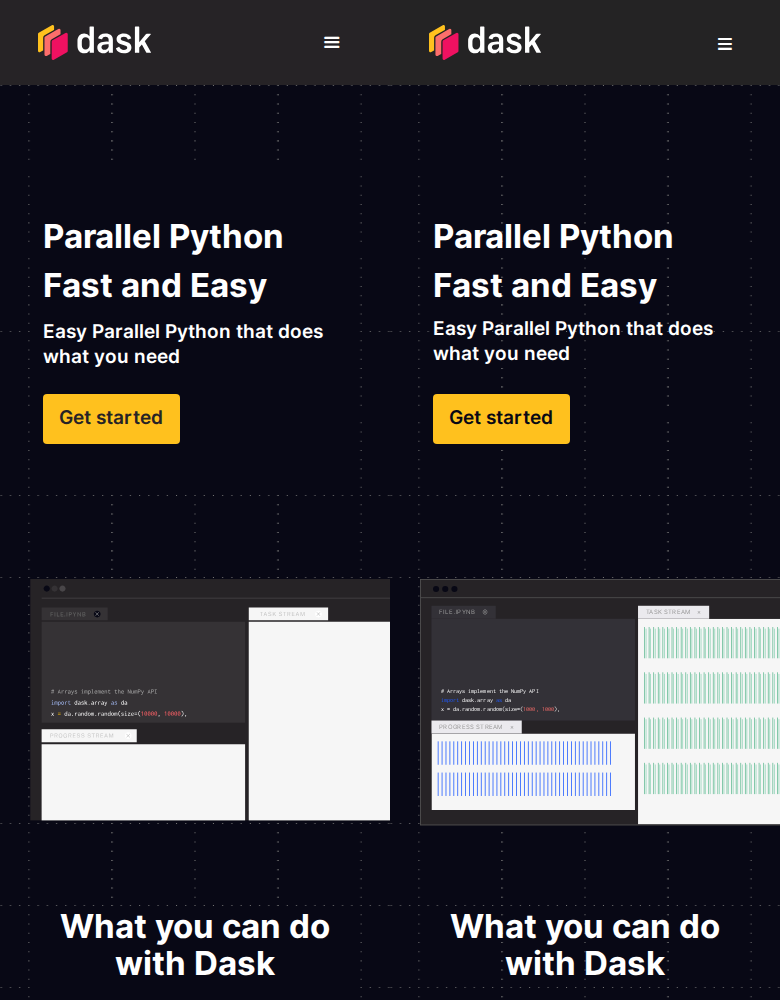 dask
Parallel Python
Fast and Easy
Easy Parallel Python that does
what you need
Get started
FILE.IPYNB
TASK STREAM ×
# Arrays Implement the NumPy API
import dask.array as da
x = da.random.random(size=(10000, 10000),
PROGRESS STREAM ×
What you can do
with Dask
dask
Parallel Python
Fast and Easy
Easy Parallel Python that does
what you need
Get started
FILE.IPYNB
TASK STREAM ×
# Arrays implement the NumPy API
import dask.array as da
x = da.random.random(size=(1000, 1000),
PROGRESS STREAM ×
What you can do
with Dask